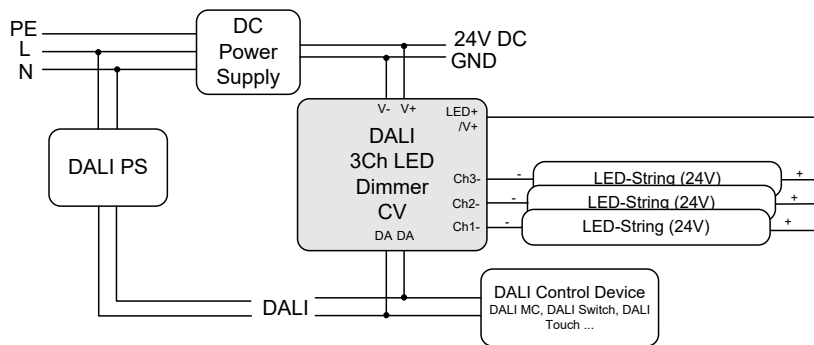 PE
L
N
DC
Power
Supply
24V DC
GND
V- V+
LED+
/V+
DALI
3Ch LED
Dimmer
CV
DALI PS
Ch3- - LED-String (24V) +
Ch2- - LED-String (24V) +
Ch1- - LED-String (24V) +
DA DA
DALI
DALI Control Device
DALI MC, DALI Switch, DALI
Touch ...